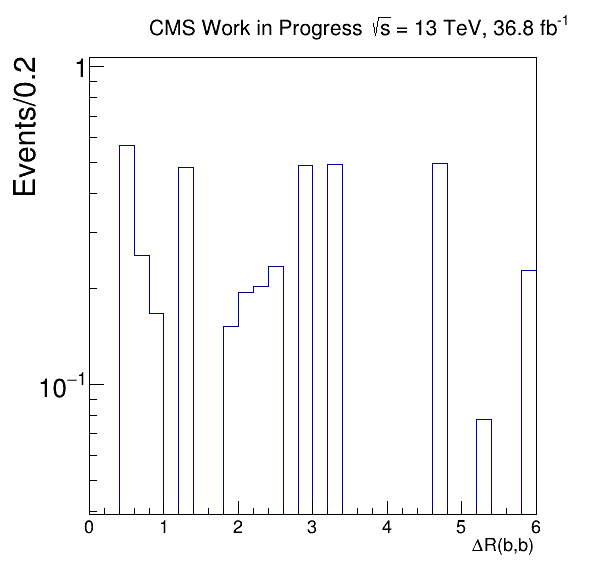 CMS Work in Progress √s = 13 TeV, 36.8 fb⁻¹
Events/0.2
1
10⁻¹
0 1 2 3 4 5 6
ΔR(b,b)